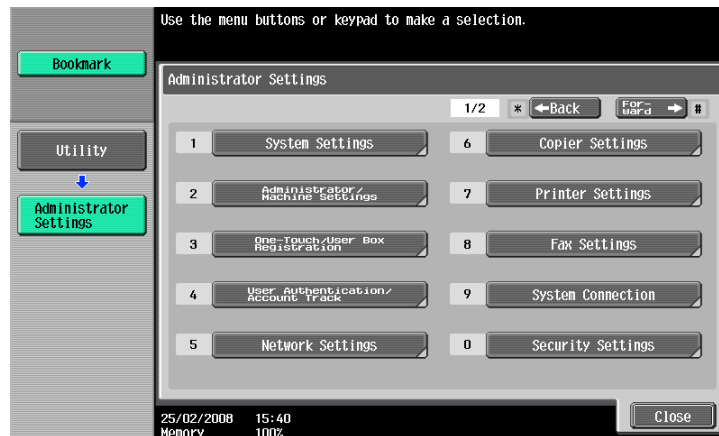 Use the menu buttons or keypad to make a selection.
Bookmark
Administrator Settings
1/2 * ←Back For-
ward → #
Utility
Administrator
Settings
1 System Settings
2 Administrator/
Machine Settings
3 One-Touch/User Box
Registration
4 User Authentication/
Account Track
5 Network Settings
6 Copier Settings
7 Printer Settings
8 Fax Settings
9 System Connection
0 Security Settings
Close
25/02/2008 15:40
Memory 100%